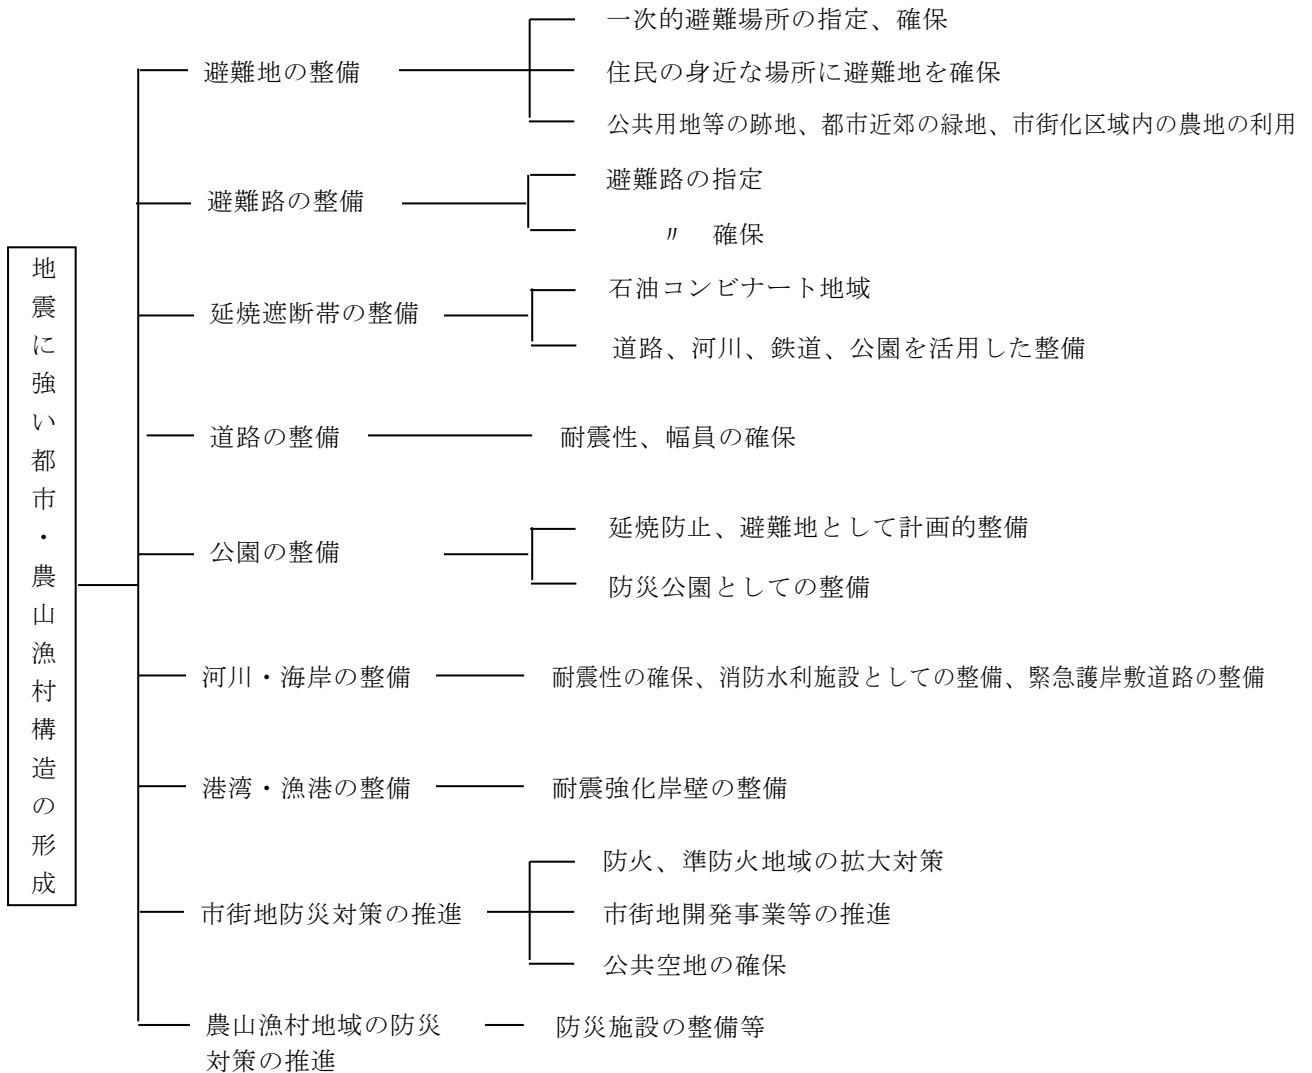 地震に強い都市・農山漁村構造の形成
避難地の整備
一次的避難場所の指定、確保
住民の身近な場所に避難地を確保
公共用地等の跡地、都市近郊の緑地、市街化区域内の農地の利用
避難路の整備
避難路の指定
〃　確保
延焼遮断帯の整備
石油コンビナート地域
道路、河川、鉄道、公園を活用した整備
道路の整備
耐震性、幅員の確保
公園の整備
延焼防止、避難地として計画的整備
防災公園としての整備
河川・海岸の整備
耐震性の確保、消防水利施設としての整備、緊急護岸敷道路の整備
港湾・漁港の整備
耐震強化岸壁の整備
市街地防災対策の推進
防火、準防火地域の拡大対策
市街地開発事業等の推進
公共空地の確保
農山漁村地域の防災
対策の推進
防災施設の整備等